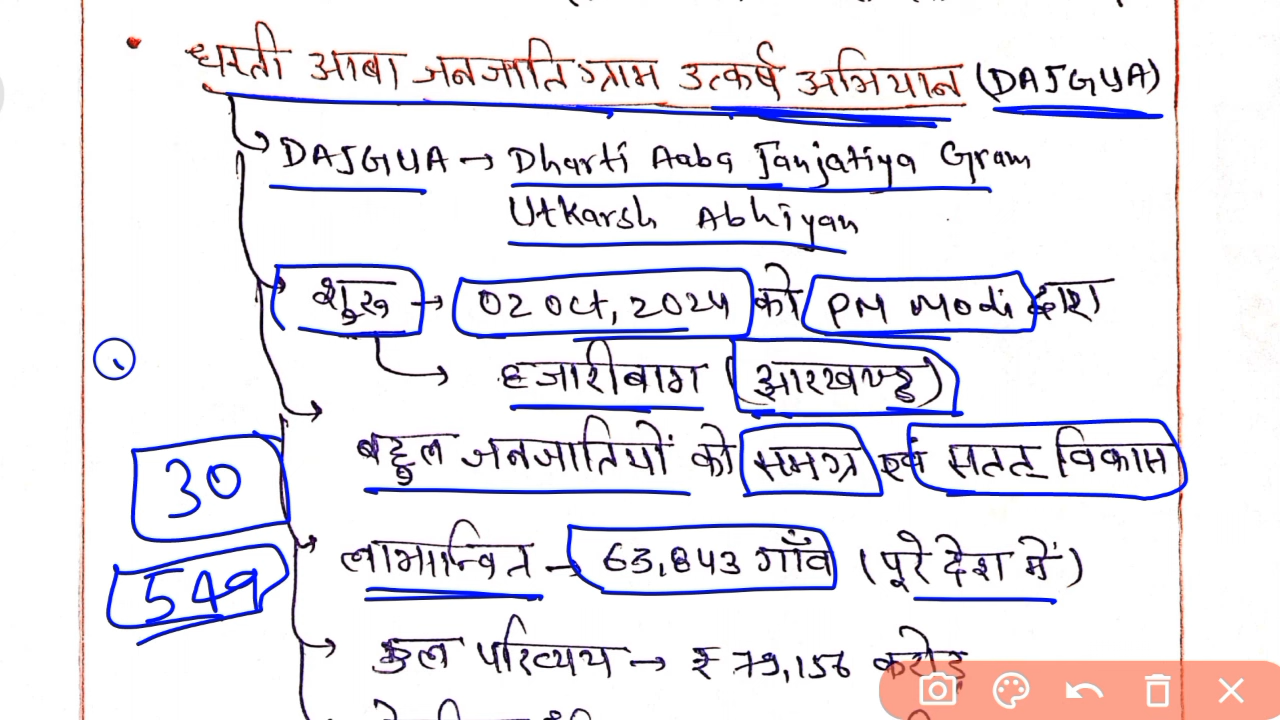 • धरती आबा जनजाति ग्राम उत्कर्ष अभियान (DAJGUA)
DAJGUA → Dharti Aaba Janjatiya Gram
Utkarsh Abhiyan
शुरू → 02 Oct, 2024 को PM Modi द्वारा
हजारीबाग (झारखण्ड)
बहुल जनजातियों को समग्र एवं सतत् विकास
30
लाभान्वित → 63,843 गाँव (पूरे देश में)
549
कुल परिव्यय → ₹ 79,156 करोड़